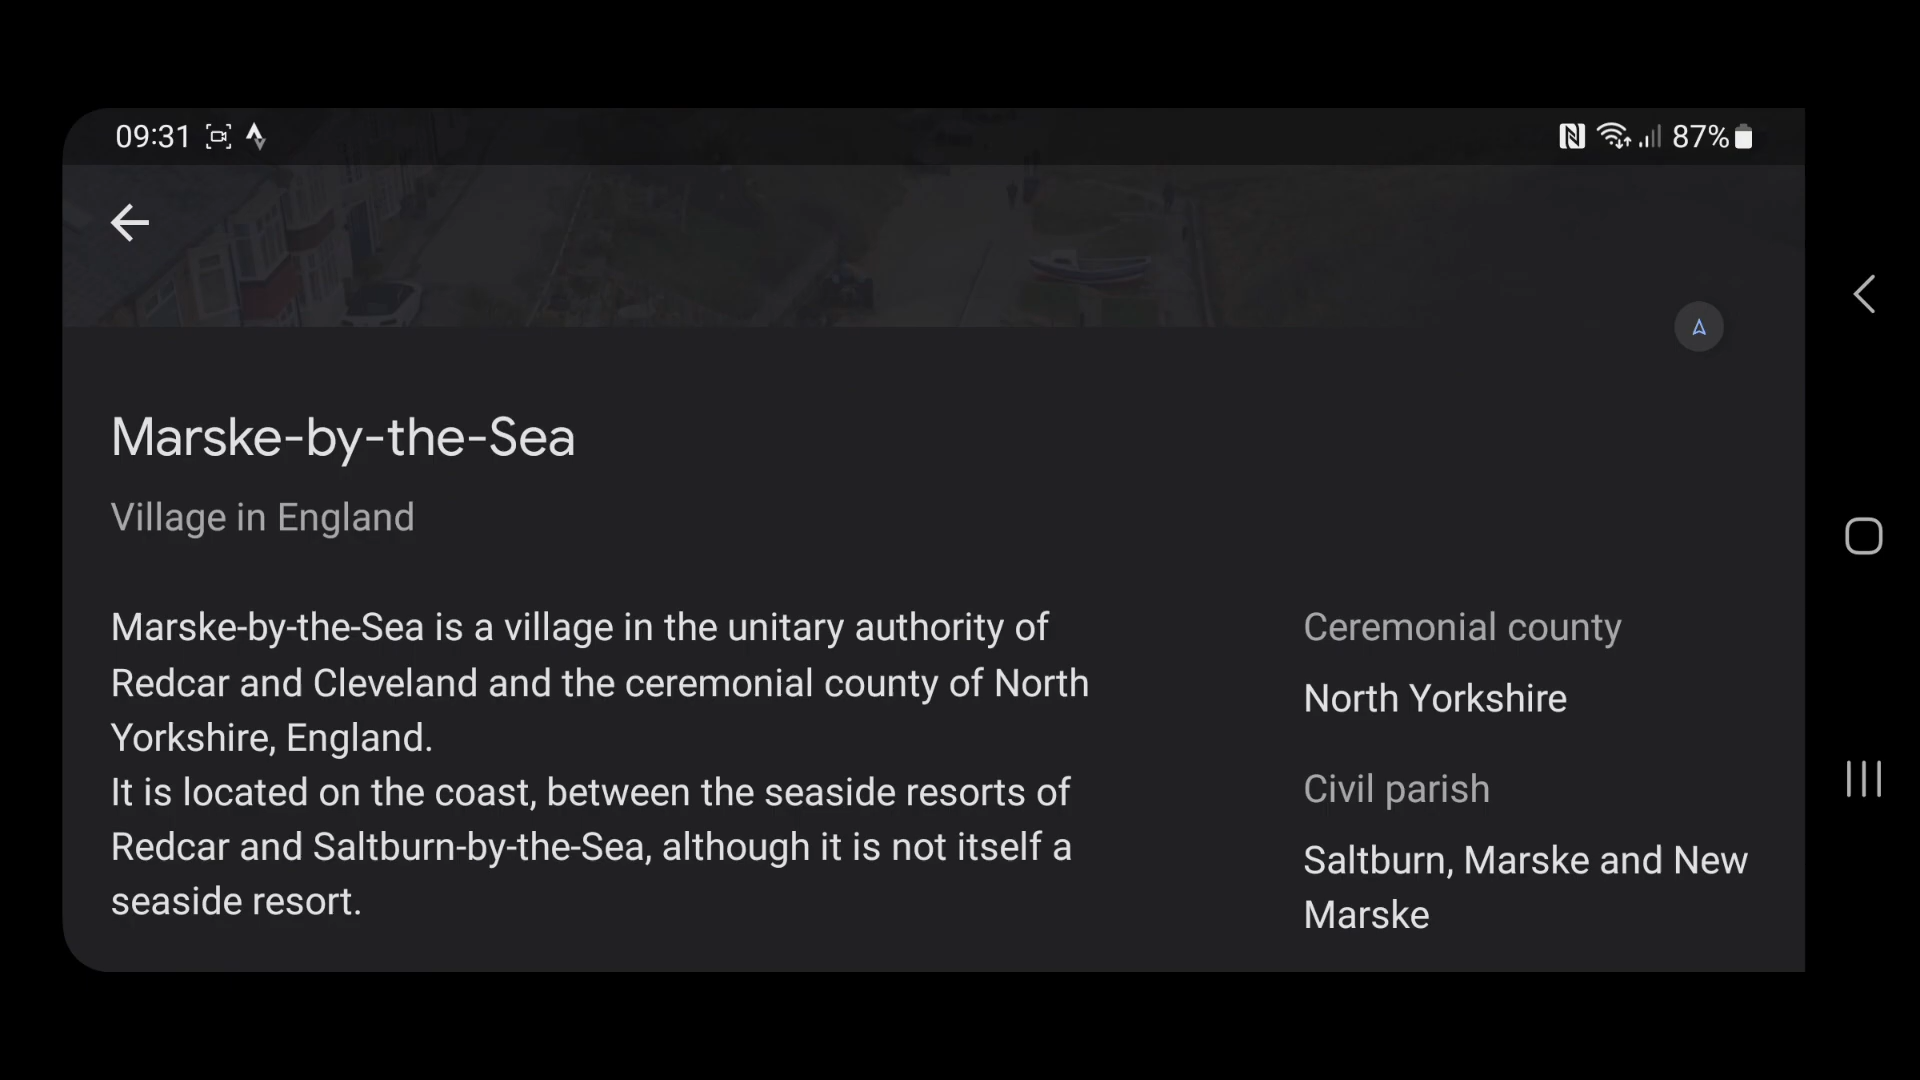 09:31
87%
Marske-by-the-Sea
Village in England
Marske-by-the-Sea is a village in the unitary authority of
Redcar and Cleveland and the ceremonial county of North
Yorkshire, England.
It is located on the coast, between the seaside resorts of
Redcar and Saltburn-by-the-Sea, although it is not itself a
seaside resort.
Ceremonial county
North Yorkshire
Civil parish
Saltburn, Marske and New
Marske